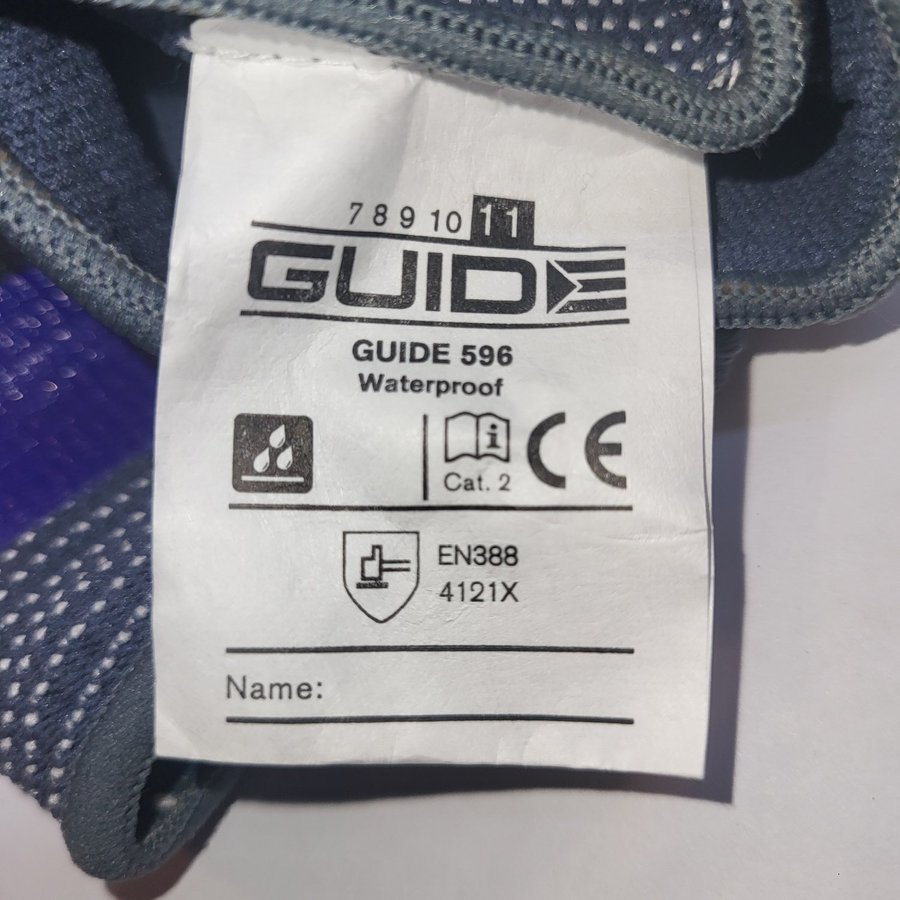 7 8 9 10 11
GUIDE
GUIDE 596
Waterproof
i
Cat. 2
CE
EN388
4121X
Name: